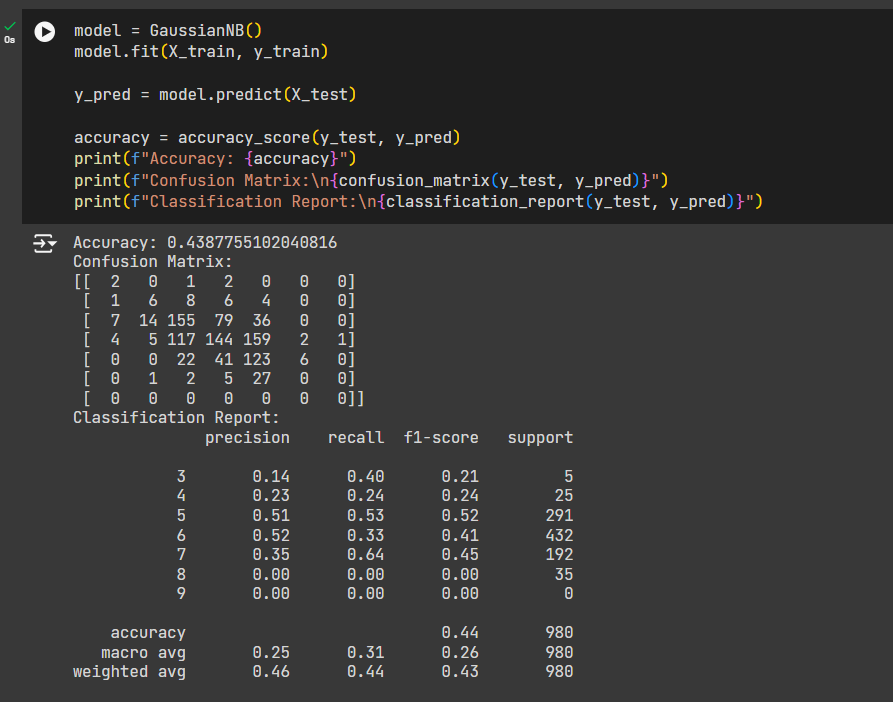 0s
model = GaussianNB()
model.fit(X_train, y_train)
y_pred = model.predict(X_test)
accuracy = accuracy_score(y_test, y_pred)
print(f"Accuracy: {accuracy}")
print(f"Confusion Matrix:\n{confusion_matrix(y_test, y_pred)}")
print(f"Classification Report:\n{classification_report(y_test, y_pred)}")
Accuracy: 0.4387755102040816
Confusion Matrix:
[[  2   0   1   2   0   0   0]
 [  1   6   8   6   4   0   0]
 [  7  14 155  79  36   0   0]
 [  4   5 117 144 159   2   1]
 [  0   0  22  41 123   6   0]
 [  0   1   2   5  27   0   0]
 [  0   0   0   0   0   0   0]]
Classification Report:
              precision    recall  f1-score   support
           3       0.14      0.40      0.21         5
           4       0.23      0.24      0.24        25
           5       0.51      0.53      0.52       291
           6       0.52      0.33      0.41       432
           7       0.35      0.64      0.45       192
           8       0.00      0.00      0.00        35
           9       0.00      0.00      0.00         0
    accuracy                           0.44       980
   macro avg       0.25      0.31      0.26       980
weighted avg       0.46      0.44      0.43       980